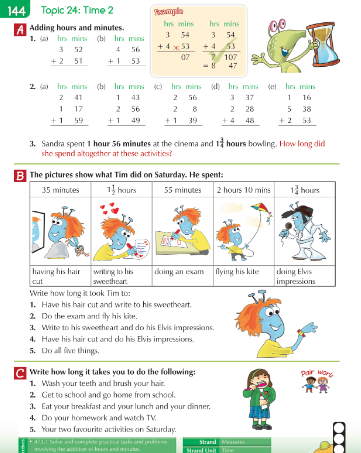 144 Topic 24: Time 2
A Adding hours and minutes.
1. (a) hrs mins (b) hrs mins
3 52 4 56
+ 2 51 + 1 53
Example
hrs mins hrs mins
3 54 3 54
+ 4 53 + 4 53
07 7 107
= 8 47
2. (a) hrs mins (b) hrs mins (c) hrs mins (d) hrs mins (e) hrs mins
2 41 1 43 2 56 3 37 1 16
1 17 2 56 2 8 2 28 5 38
+ 1 59 + 1 49 + 1 39 + 4 48 + 2 53
3. Sandra spent 1 hour 56 minutes at the cinema and 1¾ hours bowling. How long did
she spend altogether at these activities?
B The pictures show what Tim did on Saturday. He spent:
35 minutes 1½ hours 55 minutes 2 hours 10 mins 1¾ hours
having his hair cut
writing to his sweetheart
doing an exam
flying his kite
doing Elvis impressions
Write how long it took Tim to:
1. Have his hair cut and write to his sweetheart.
2. Do the exam and fly his kite.
3. Write to his sweetheart and do his Elvis impressions.
4. Have his hair cut and do his Elvis impressions.
5. Do all five things.
C Write how long it takes you to do the following:
Pair work
1. Wash your teeth and brush your hair.
2. Get to school and go home from school.
3. Eat your breakfast and your lunch and your dinner.
4. Do your homework and watch TV.
5. Your two favourite activities on Saturday.
Solve and complete practical tasks and problems
involving the addition of hours and minutes.
Strand Measures
Strand Unit Time